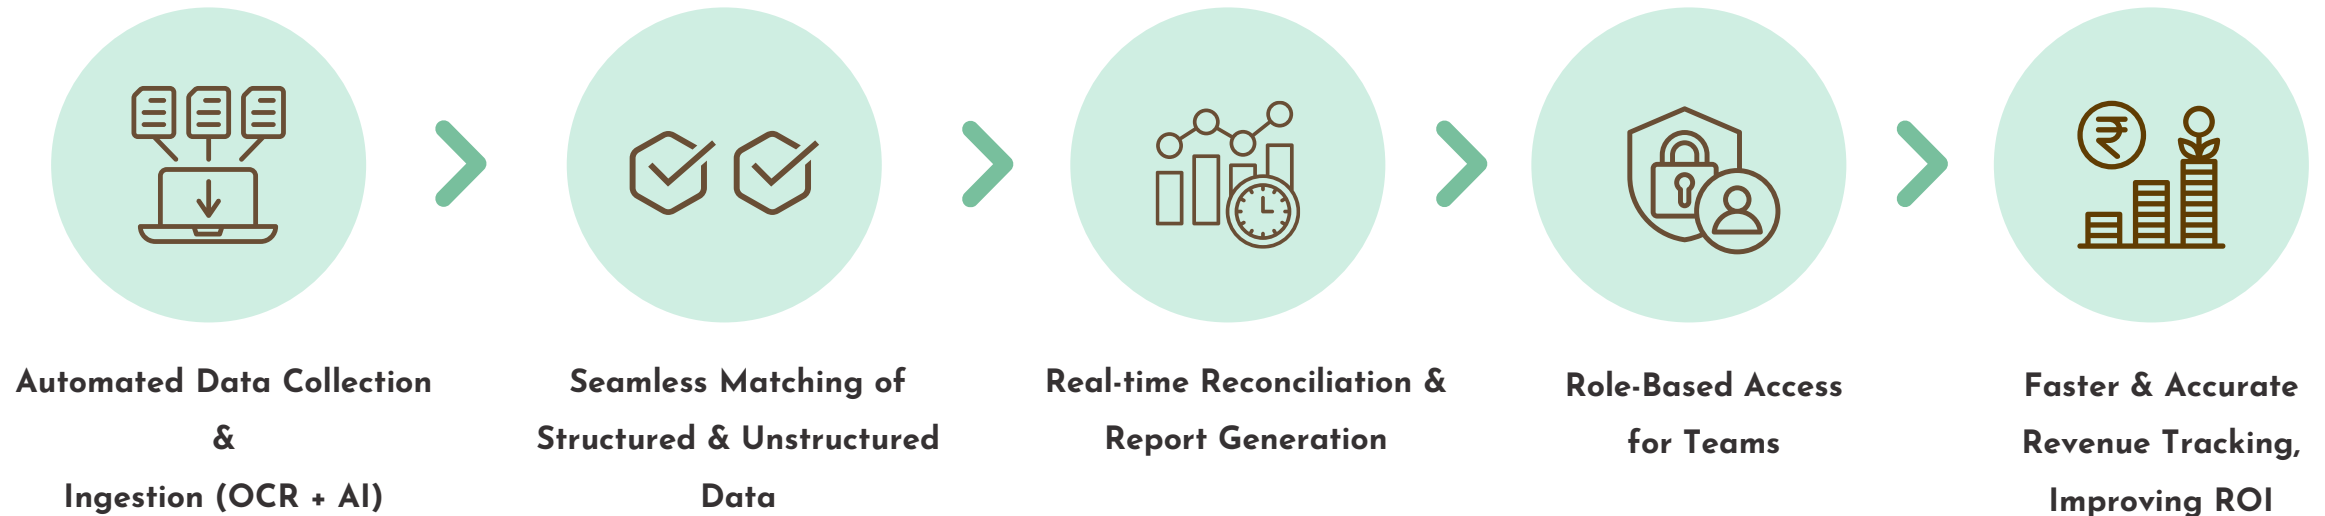 Automated Data Collection
&
Ingestion (OCR + AI)
Seamless Matching of
Structured & Unstructured
Data
Real-time Reconciliation &
Report Generation
Role-Based Access
for Teams
₹
Faster & Accurate
Revenue Tracking,
Improving ROI